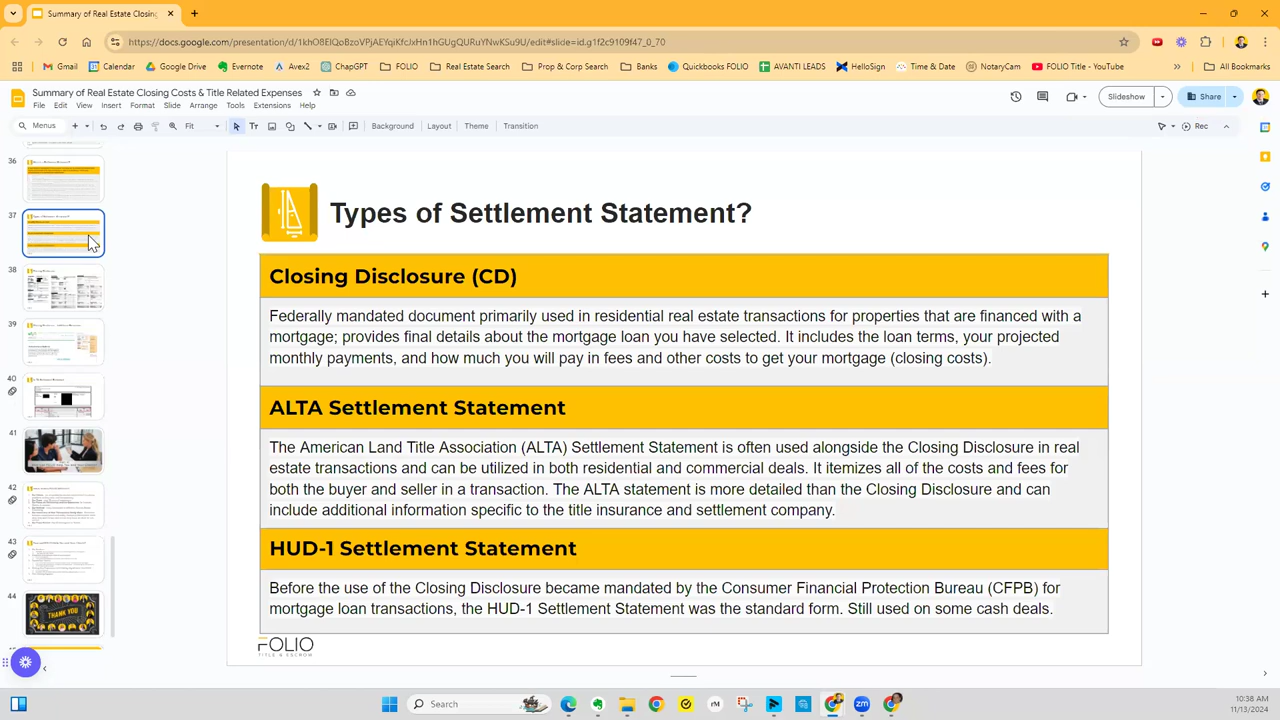 Summary of Real Estate Closing
https://docs.google.com/presentation/d/1khO8ElQoBzoVPjAEYqiKfcJxHn1hGUgQURuYNwKSu9U/edit#slide=id.g1f2c9109f47_0_70
Gmail Calendar Google Drive Evernote Avex2 ChapGPT FOLIO Real Estate Search Prop & Corp Search Banks Quickbooks FOLIO AVANTI LEADS HelloSign Time & Date NotaryCam FOLIO Title - YouTube All Bookmarks
Summary of Real Estate Closing Costs & Title Related Expenses
File Edit View Insert Format Slide Arrange Tools Extensions Help
Slideshow Share
Menus Fit Background Layout Theme Transition Rec
36
37
38
39
40
41
42
43
44
THANK YOU
Types of Settlement Statement?
Closing Disclosure (CD)
Federally mandated document primarily used in residential real estate transactions for properties that are financed with a
mortgage, provides final details about the mortgage loan you have selected. It includes the loan terms, your projected
monthly payments, and how much you will pay in fees and other costs to get your mortgage (closing costs).
ALTA Settlement Statement
The American Land Title Association (ALTA) Settlement Statement is often used alongside the Closing Disclosure in real
estate transactions and can be utilized in both residential and commercial deals. It itemizes all of the costs and fees for
both the buyer and seller in a transaction. The ALTA statement is more detailed than the Closing Disclosure and can
include additional information specific to the title insurance and settlement company.
HUD-1 Settlement Statement
Before the use of the Closing Disclosure became mandated by the Consumer Financial Protection Bureau (CFPB) for
mortgage loan transactions, the HUD-1 Settlement Statement was the standard form. Still used on some cash deals.
FOLIO
TITLE & ESCROW
Search
10:38 AM
11/13/2024